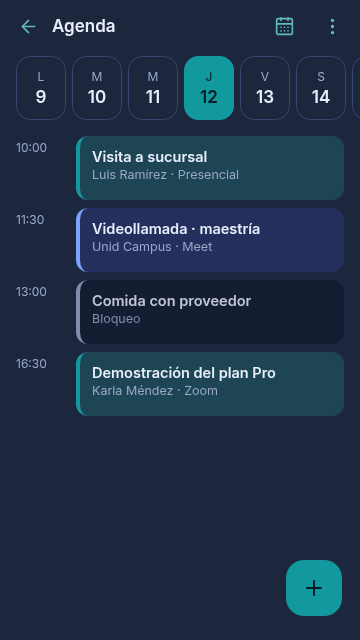 Agenda
L
9
M
10
M
11
J
12
V
13
S
14
10:00
Visita a sucursal
Luis Ramírez · Presencial
11:30
Videollamada · maestría
Unid Campus · Meet
13:00
Comida con proveedor
Bloqueo
16:30
Demostración del plan Pro
Karla Méndez · Zoom